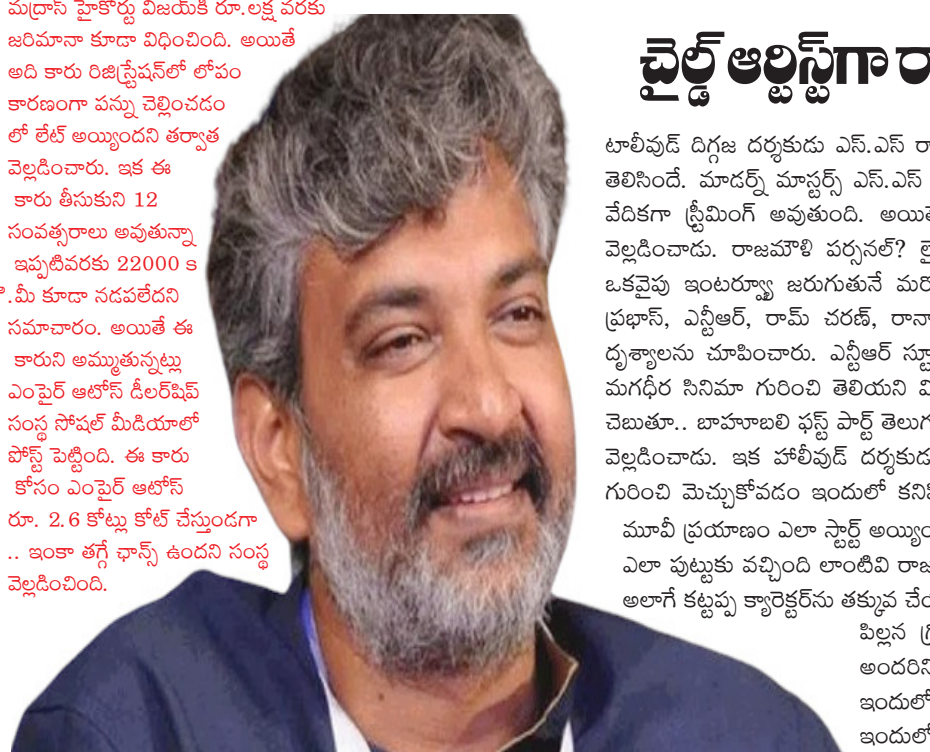 మద్రాస్ హైకోర్టు విజయ్‌కి రూ.లక్ష వరకు
జరిమానా కూడా విధించింది. అయితే
అది కారు రిజిస్ట్రేషన్‌లో లోపం
కారణంగా పన్ను చెల్లించడం
లో లేట్ అయ్యిందని తర్వాత
వెల్లడించారు. ఇక ఈ
కారు తీసుకుని 12
సంవత్సరాలు అవుతున్నా
ఇప్పటివరకు 22000 క
.మీ కూడా నడపలేదని
సమాచారం. అయితే ఈ
కారుని అమ్ముతున్నట్లు
ఎంపైర్ ఆటోస్ డీలర్‌షిప్
సంస్థ సోషల్ మీడియాలో
పోస్ట్ పెట్టింది. ఈ కారు
కోసం ఎంపైర్ ఆటోస్
రూ. 2.6 కోట్లు కోట్ చేస్తుండగా
.. ఇంకా తగ్గే ఛాన్స్ ఉందని సంస్థ
వెల్లడించింది.
చైల్డ్ ఆర్టిస్ట్‌గా రా
టాలీవుడ్ దిగ్గజ దర్శకుడు ఎస్.ఎస్ రా
తెలిసిందే. మాడర్న్ మాస్టర్స్ ఎస్.ఎస్
వేదికగా స్ట్రీమింగ్ అవుతుంది. అయితే
వెల్లడించాడు. రాజమౌళి పర్సనల్? లై
ఒకవైపు ఇంటర్వ్యూ జరుగుతునే మరో
ప్రభాస్, ఎన్టీఆర్, రామ్ చరణ్, రానా
దృశ్యాలను చూపించారు. ఎన్టీఆర్ స్టూ
మగధీర సినిమా గురించి తెలియని వి
చెబుతూ.. బాహూబలి ఫస్ట్ పార్ట్ తెలుగ
వెల్లడించాడు. ఇక హాలీవుడ్ దర్శకుడ
గురించి మెచ్చుకోవడం ఇందులో కనిపి
మూవీ ప్రయాణం ఎలా స్టార్ట్ అయ్యిం
ఎలా పుట్టుకు వచ్చింది లాంటివి రాజ
అలాగే కట్టప్ప క్యారెక్టర్‌ను తక్కువ చేయ
పిల్లన గ్ర
అందరిని
ఇందులో
ఇందులో